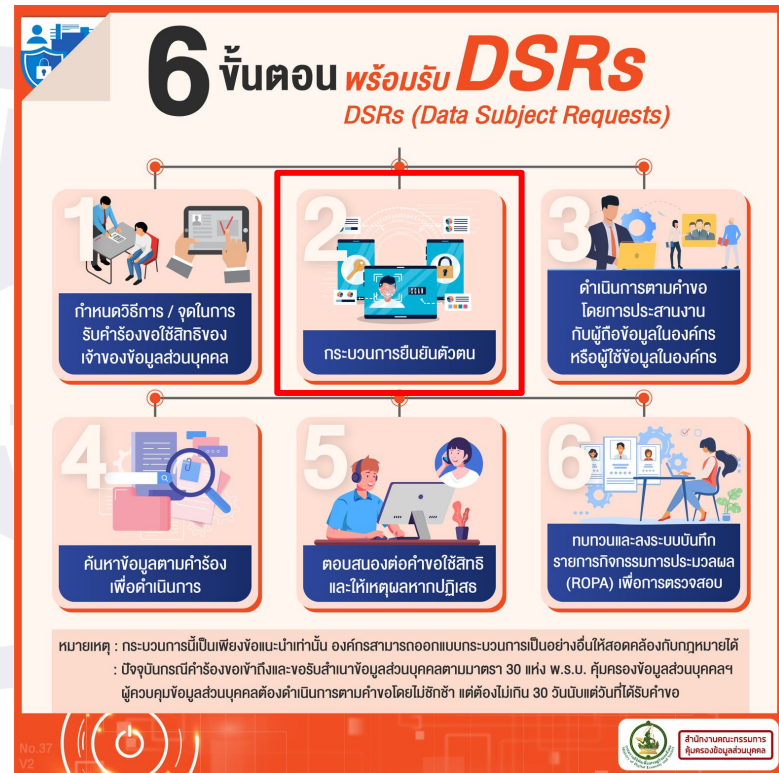 6 ขั้นตอน พร้อมรับ DSRs
DSRs (Data Subject Requests)
1
กำหนดวิธีการ / จุดในการ
รับคำร้องขอใช้สิทธิของ
เจ้าของข้อมูลส่วนบุคคล
2
SCAN
กระบวนการยืนยันตัวตน
3
ดำเนินการตามคำขอ
โดยการประสานงาน
กับผู้ถือข้อมูลในองค์กร
หรือผู้ใช้ข้อมูลในองค์กร
4
ค้นหาข้อมูลตามคำร้อง
เพื่อดำเนินการ
5
ตอบสนองต่อคำขอใช้สิทธิ
และให้เหตุผลหากปฏิเสธ
6
ทบทวนและลงระบบบันทึก
รายการกิจกรรมการประมวลผล
(ROPA) เพื่อการตรวจสอบ
หมายเหตุ : กระบวนการนี้เป็นเพียงข้อแนะนำเท่านั้น องค์กรสามารถออกแบบกระบวนการเป็นอย่างอื่นให้สอดคล้องกับกฎหมายได้
: ปัจจุบันกรณีคำร้องขอเข้าถึงและขอรับสำเนาข้อมูลส่วนบุคคลตามมาตรา 30 แห่ง พ.ร.บ. คุ้มครองข้อมูลส่วนบุคคลฯ
ผู้ควบคุมข้อมูลส่วนบุคคลต้องดำเนินการตามคำขอโดยไม่ชักช้า แต่ต้องไม่เกิน 30 วันนับแต่วันที่ได้รับคำขอ
No.37
V2
สำนักงานคณะกรรมการ
คุ้มครองข้อมูลส่วนบุคคล